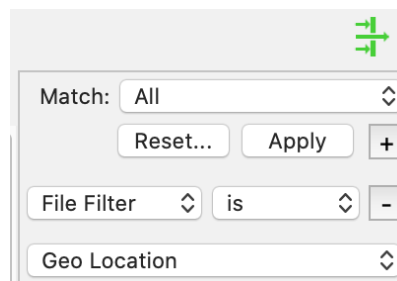 Match: All
Reset... Apply +
File Filter is -
Geo Location